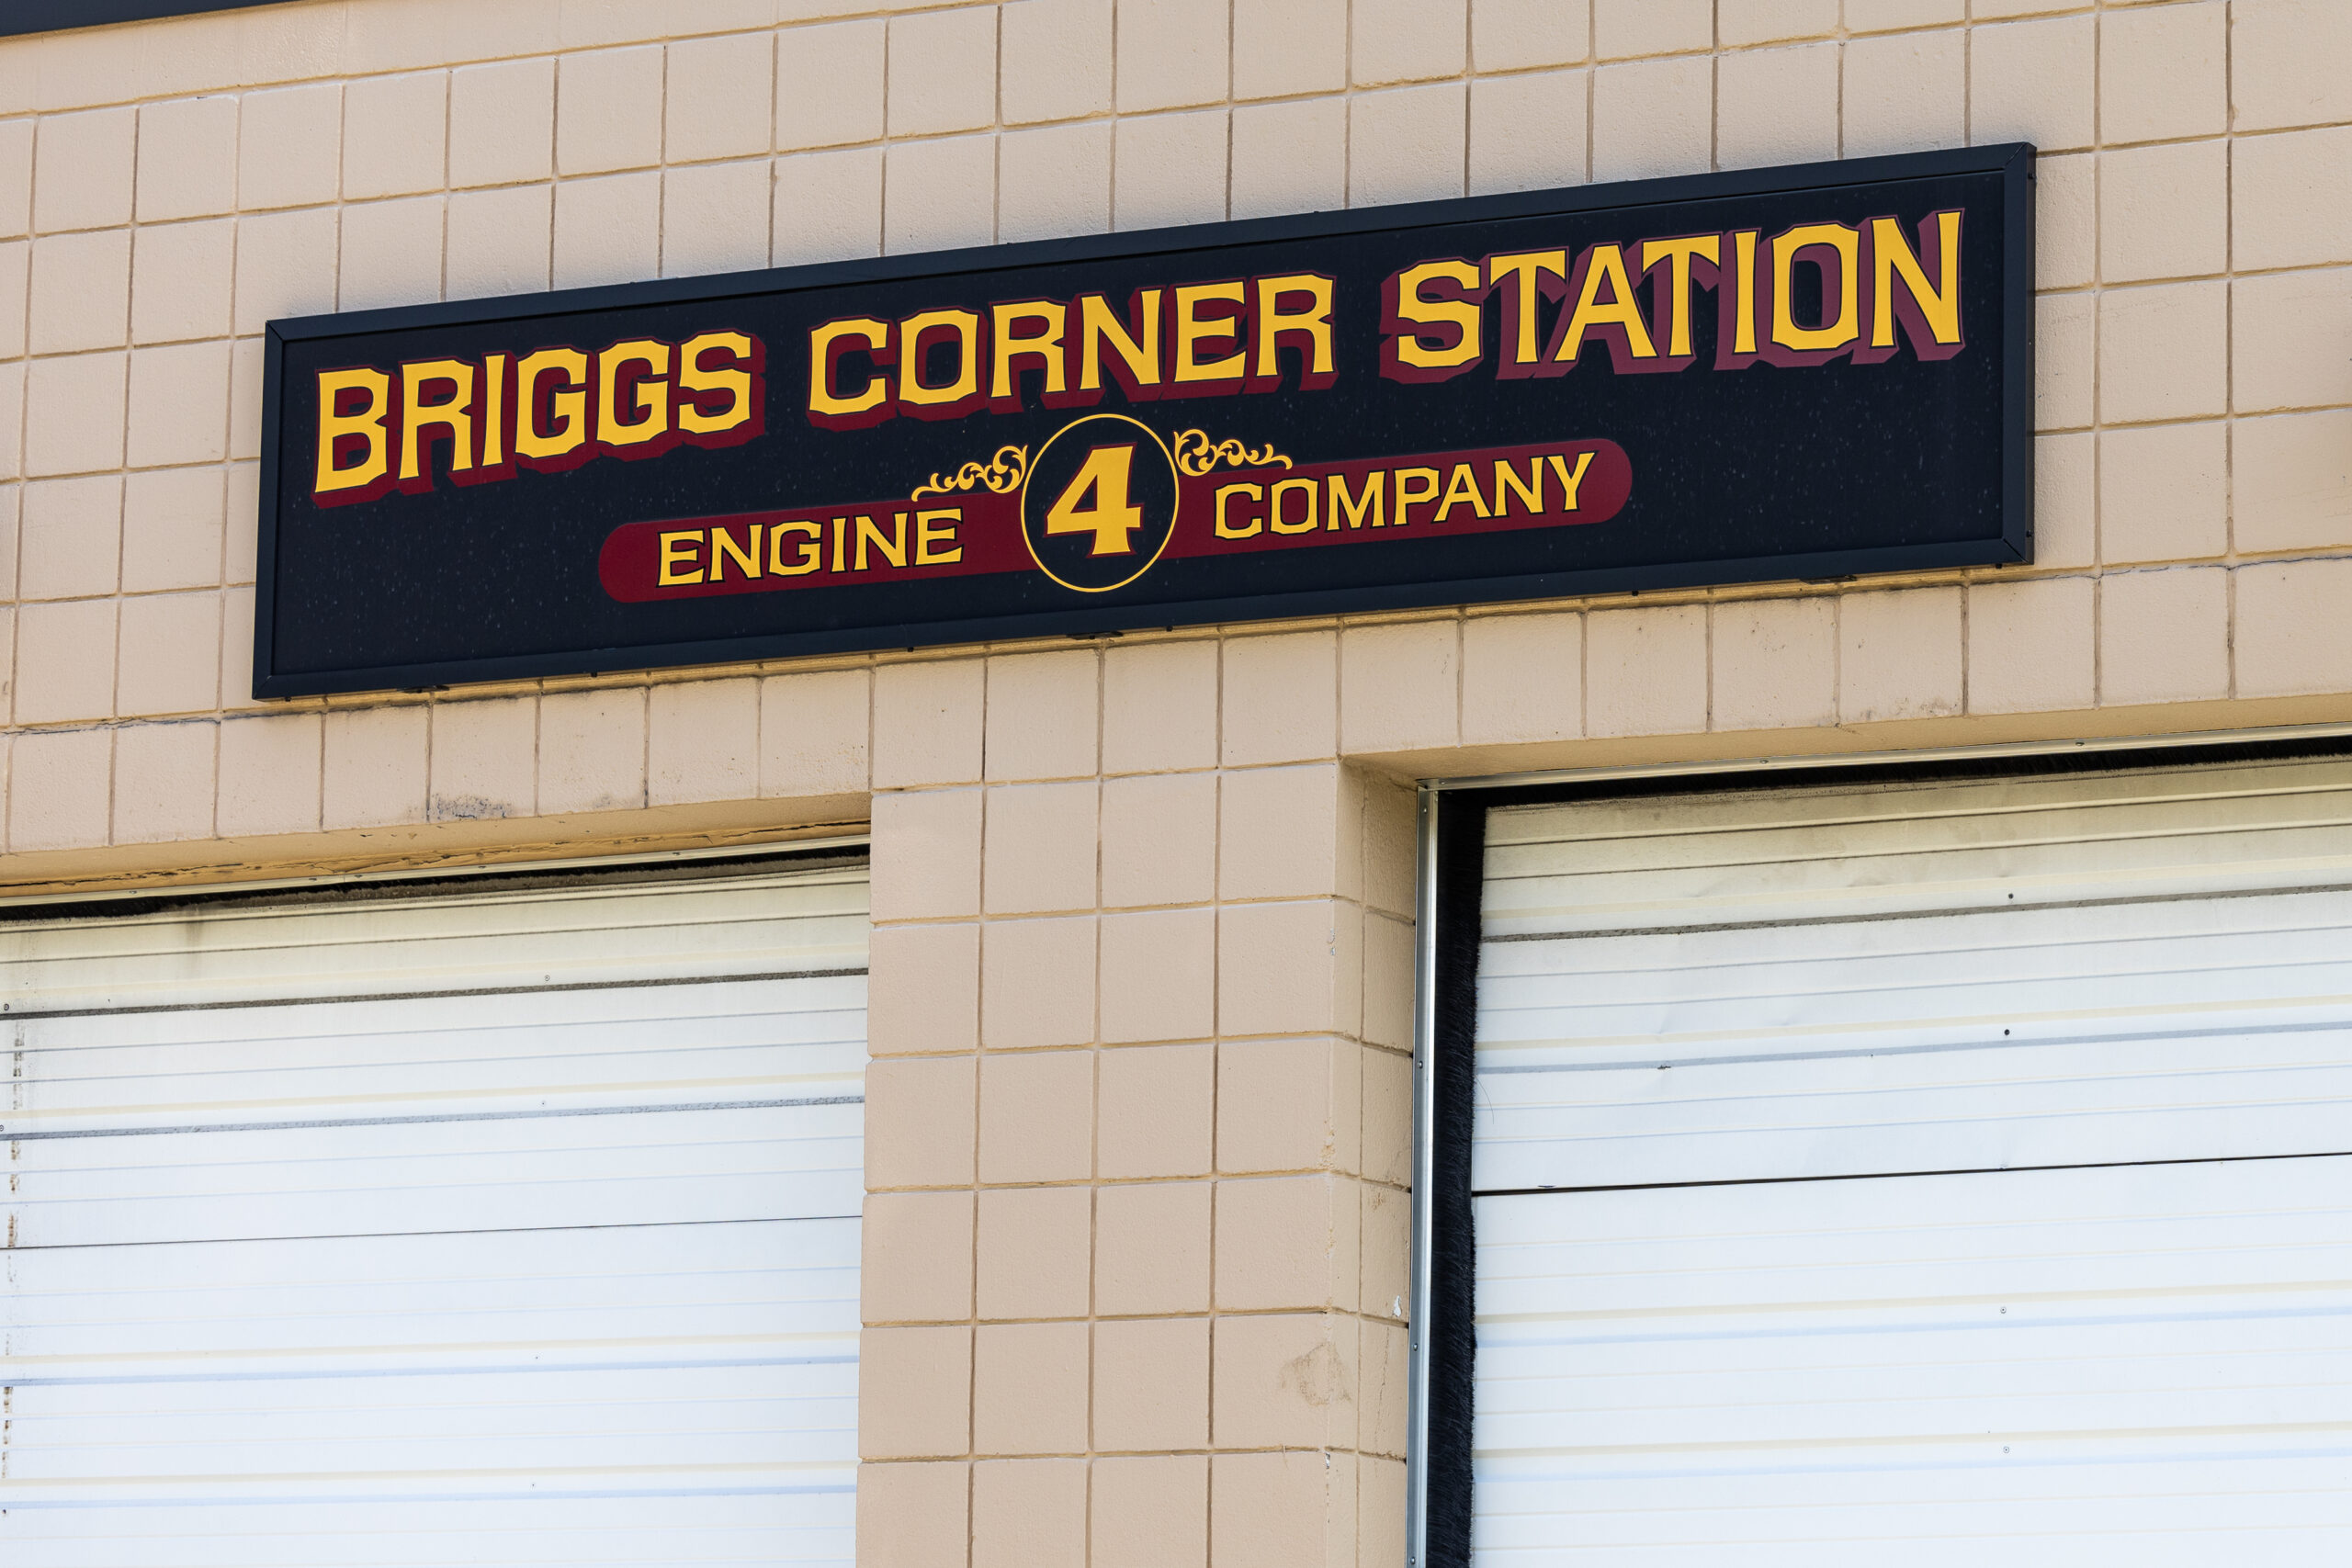 BRIGGS CORNER STATION
ENGINE 4 COMPANY